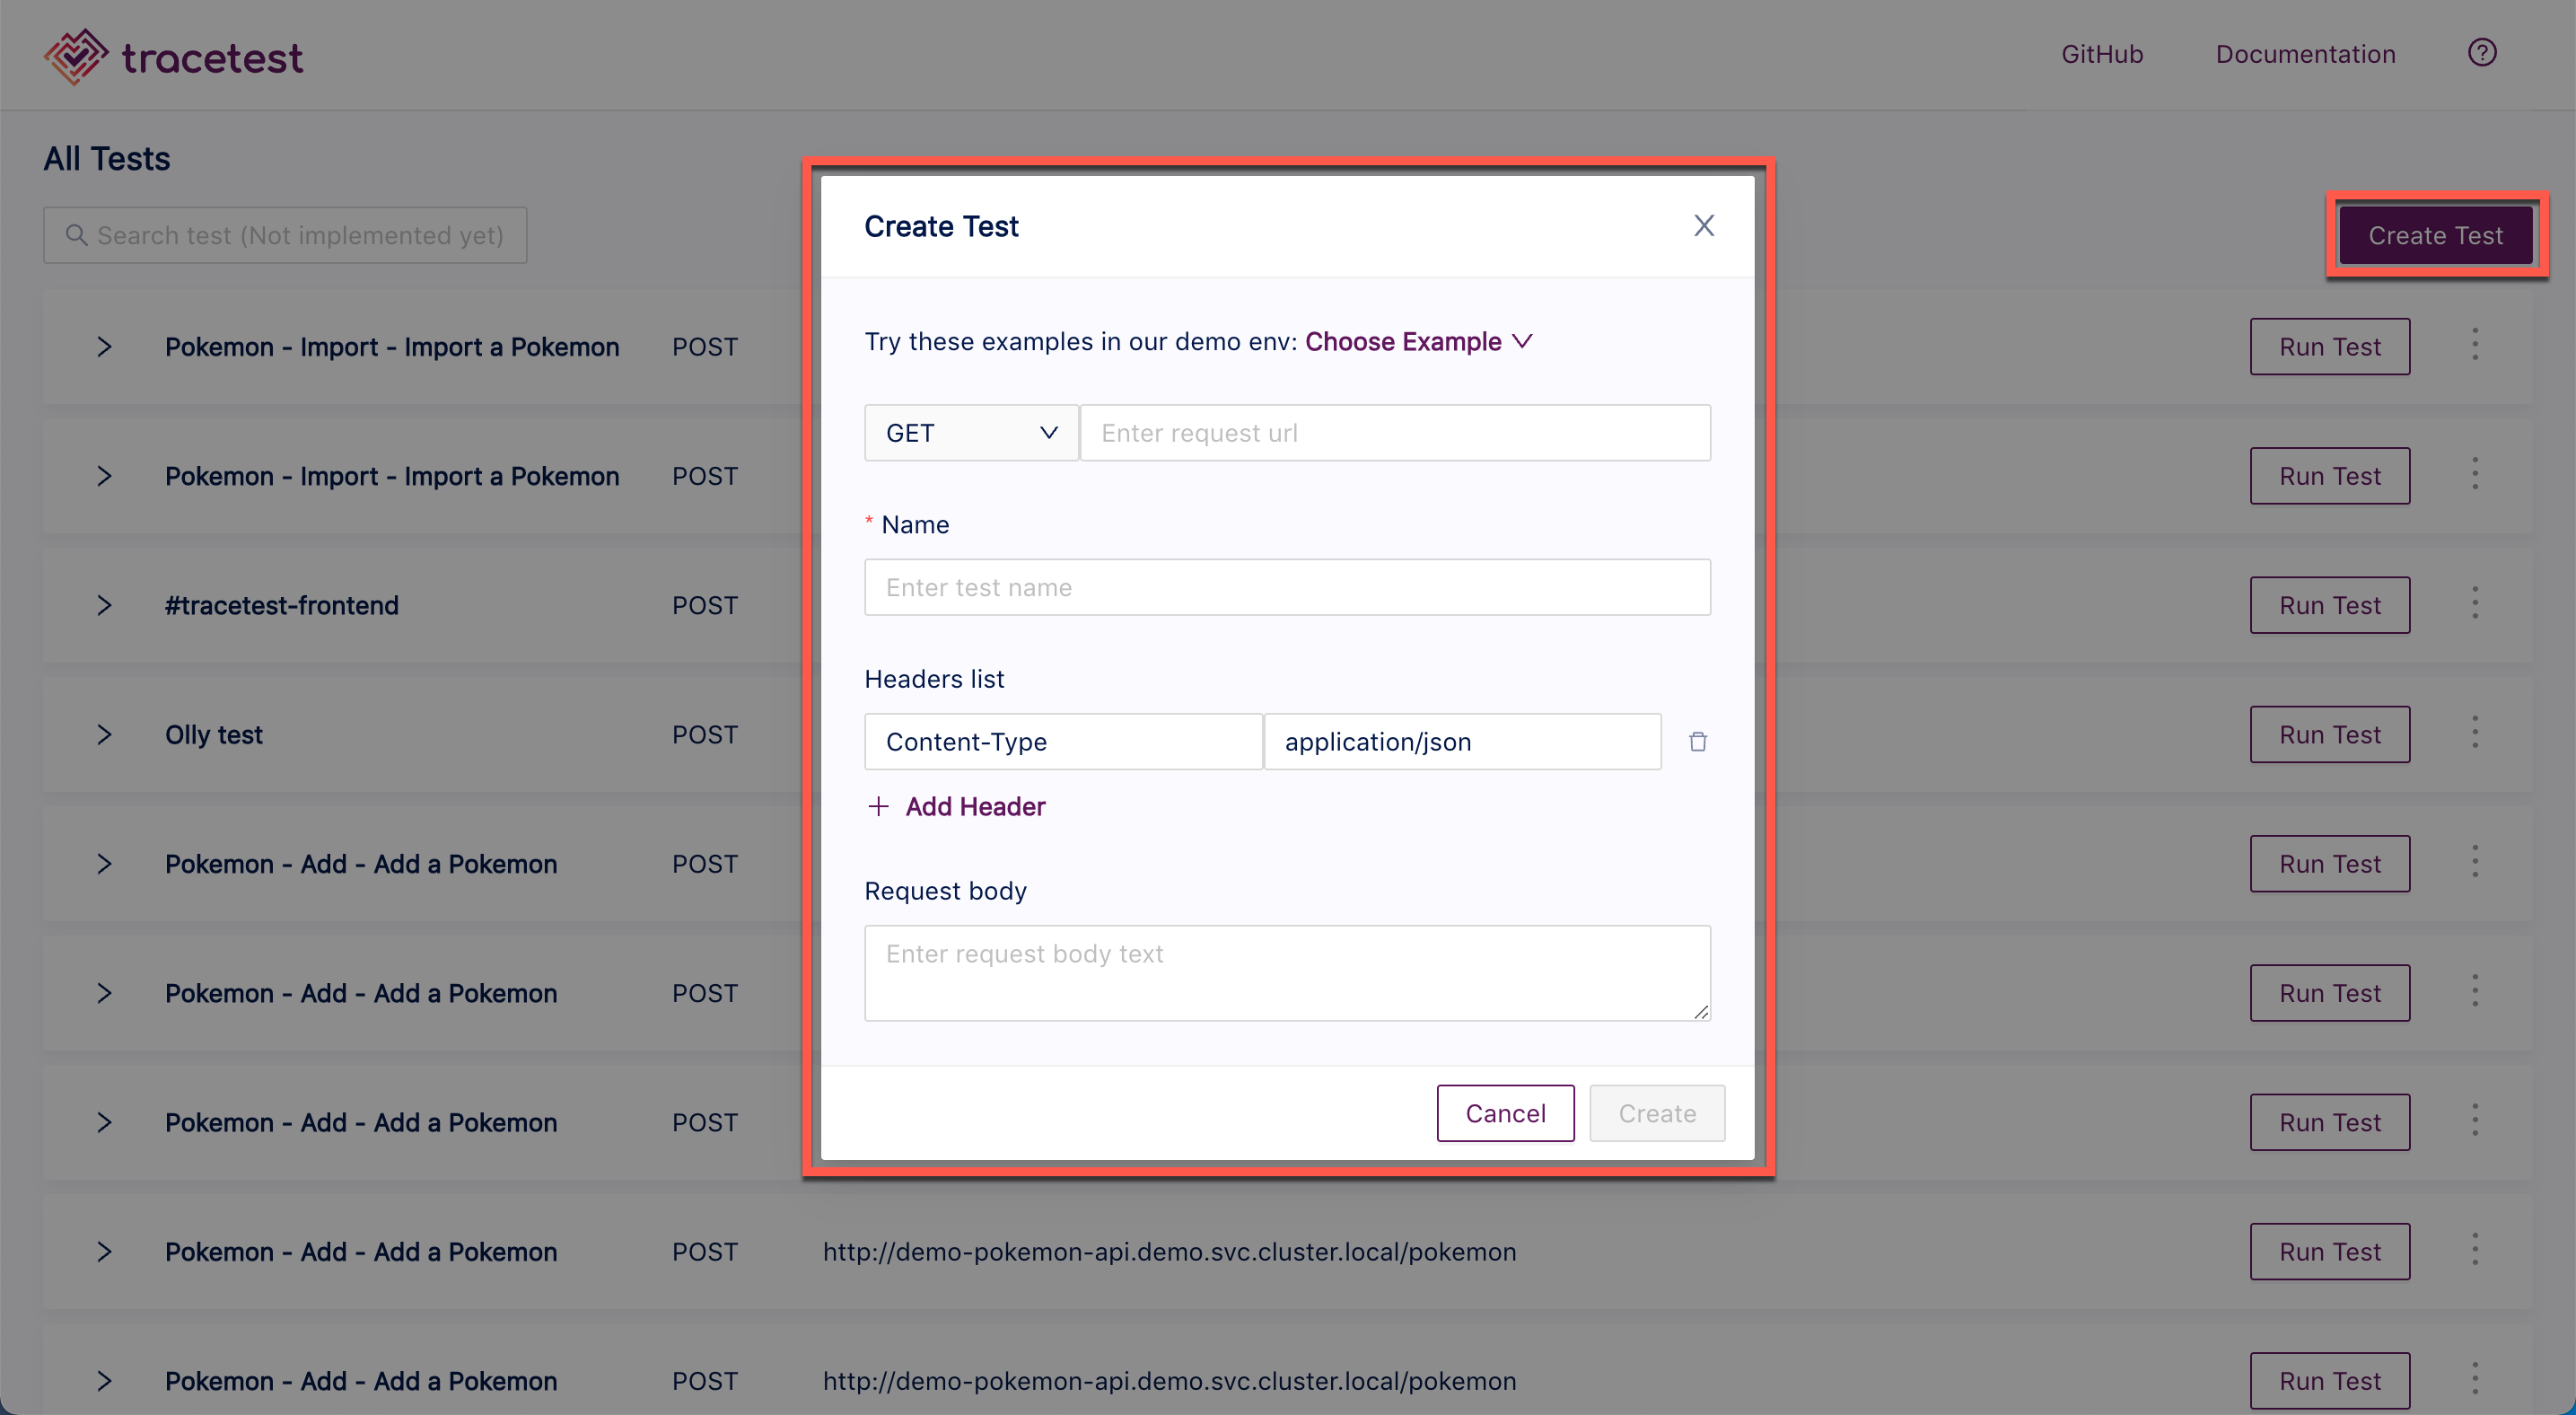 tracetest
GitHub Documentation
All Tests
Search test (Not implemented yet)
Create Test
Pokemon - Import - Import a Pokemon POST Run Test
Pokemon - Import - Import a Pokemon POST Run Test
#tracetest-frontend POST Run Test
Olly test POST Run Test
Pokemon - Add - Add a Pokemon POST Run Test
Pokemon - Add - Add a Pokemon POST Run Test
Pokemon - Add - Add a Pokemon POST Run Test
Pokemon - Add - Add a Pokemon POST http://demo-pokemon-api.demo.svc.cluster.local/pokemon Run Test
Pokemon - Add - Add a Pokemon POST http://demo-pokemon-api.demo.svc.cluster.local/pokemon Run Test
Create Test
Try these examples in our demo env: Choose Example
GET Enter request url
* Name
Enter test name
Headers list
Content-Type application/json
+ Add Header
Request body
Enter request body text
Cancel Create